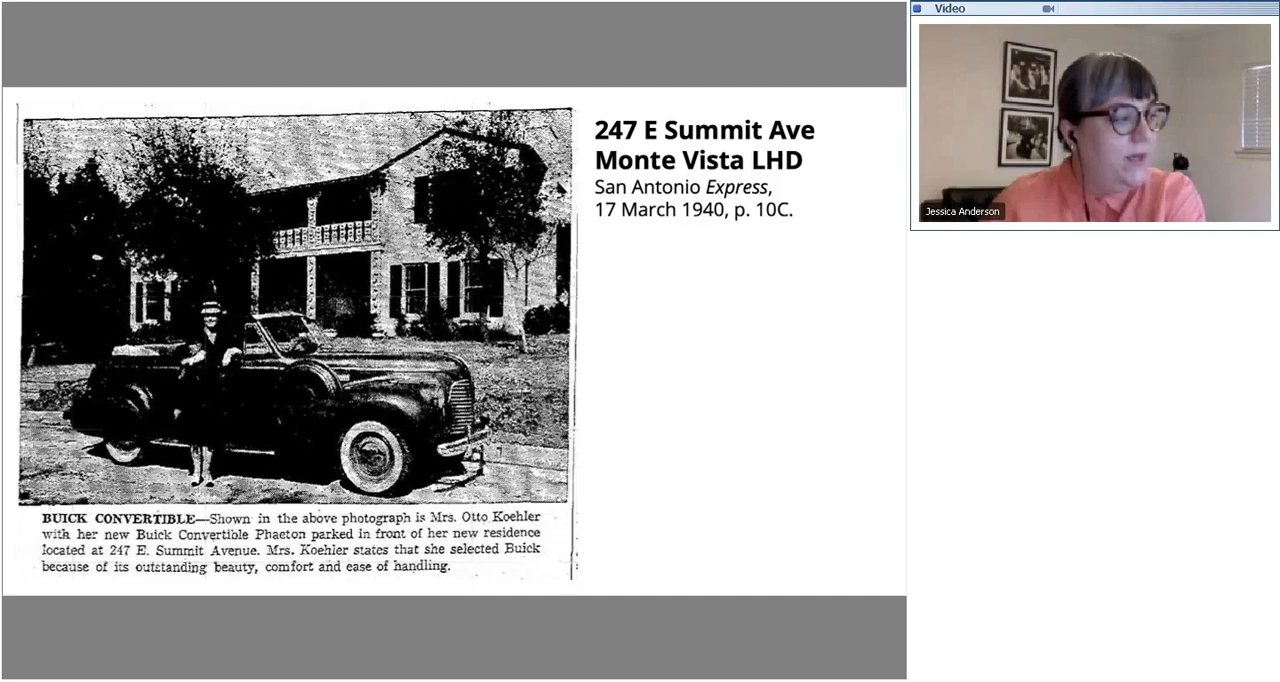 247 E Summit Ave
Monte Vista LHD
San Antonio Express,
17 March 1940, p. 10C.
BUICK CONVERTIBLE—Shown in the above photograph is Mrs. Otto Koehler
with her new Buick Convertible Phaeton parked in front of her new residence
located at 247 E. Summit Avenue. Mrs. Koehler states that she selected Buick
because of its outstanding beauty, comfort and ease of handling.
Video
Jessica Anderson